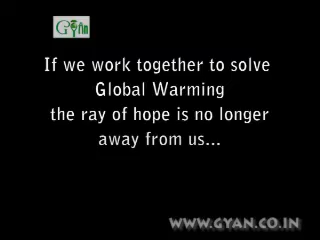 Gyan
If we work together to solve
Global Warming
the ray of hope is no longer
away from us...
WWW.GYAN.CO.IN